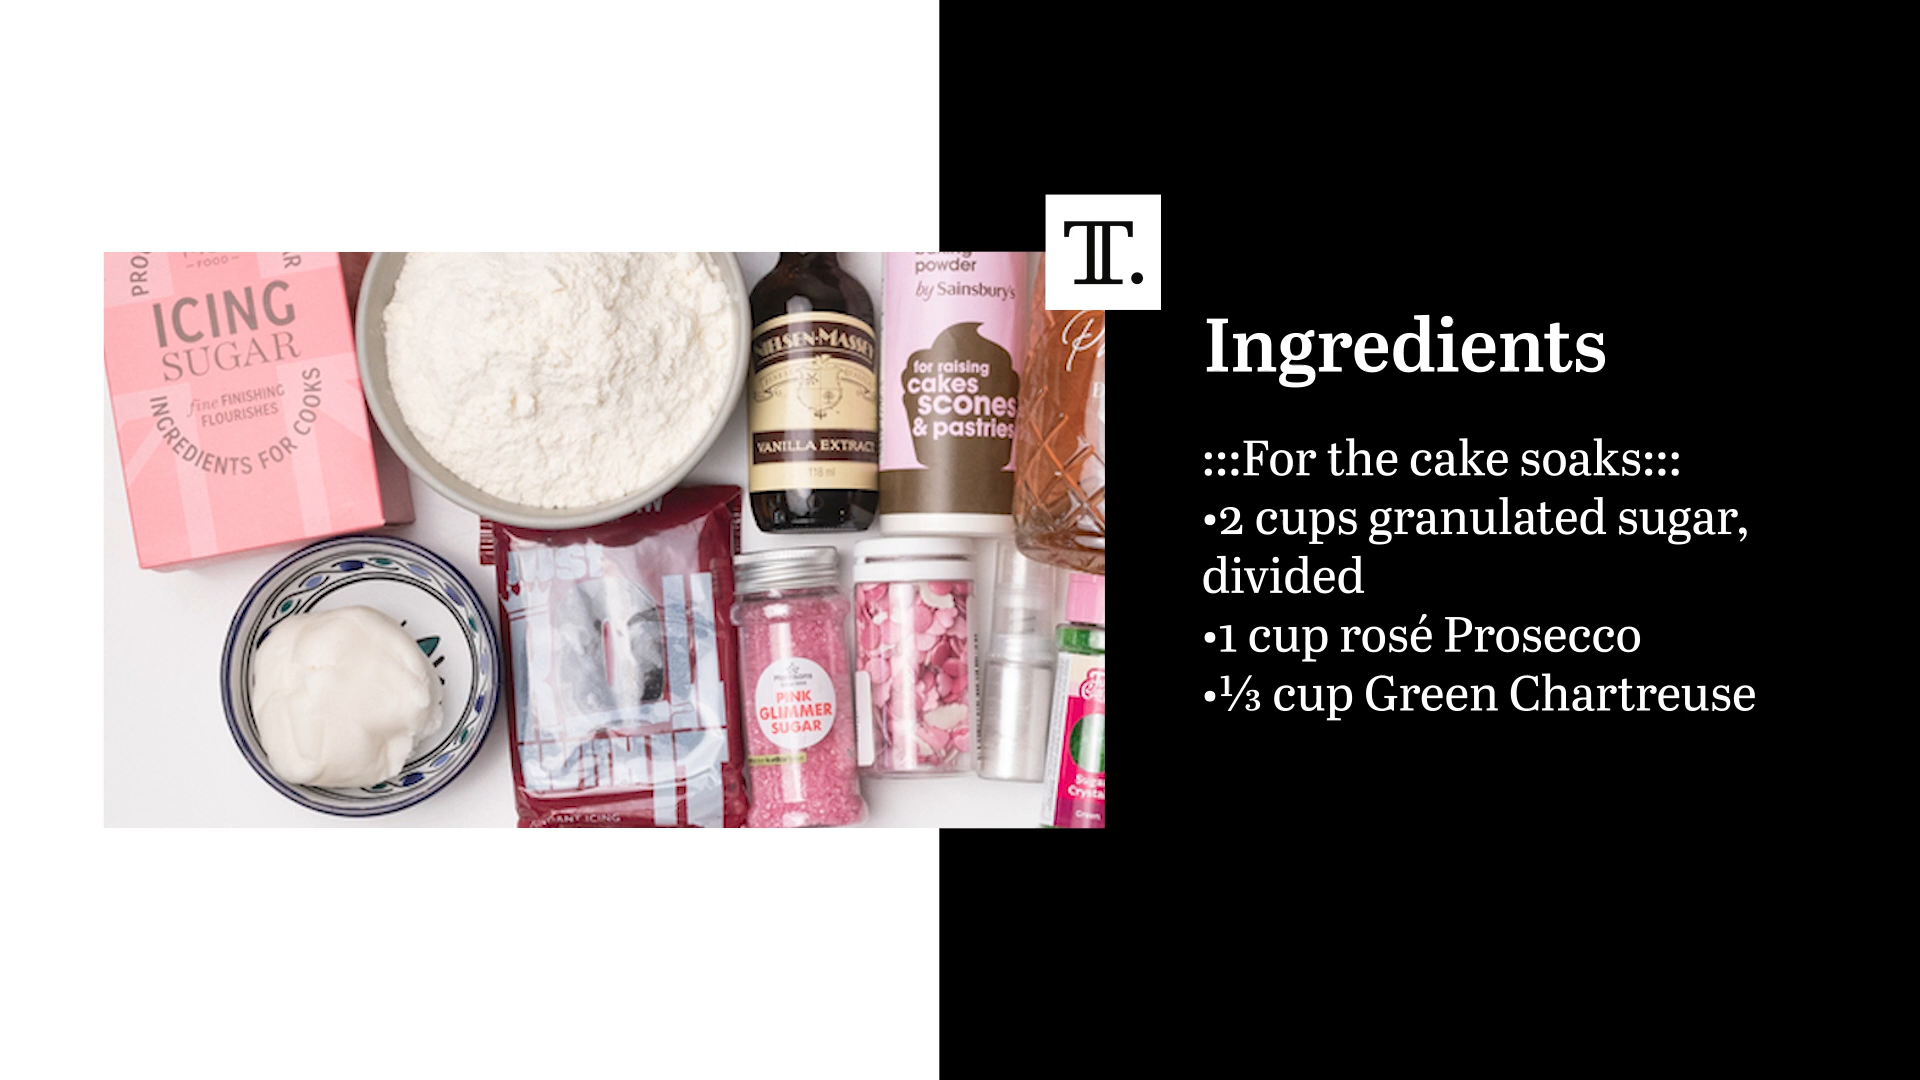 ICING
SUGAR
fine FINISHING
FLOURISHES
INGREDIENTS FOR COOKS
FOOD
NIELSEN-MASSEY
VANILLA EXTRACT
118 ml
powder
by Sainsbury's
for raising
cakes
scones
& pastries
PINK
GLIMMER
SUGAR
T.
Ingredients
:::For the cake soaks:::
•2 cups granulated sugar,
divided
•1 cup rosé Prosecco
•⅓ cup Green Chartreuse